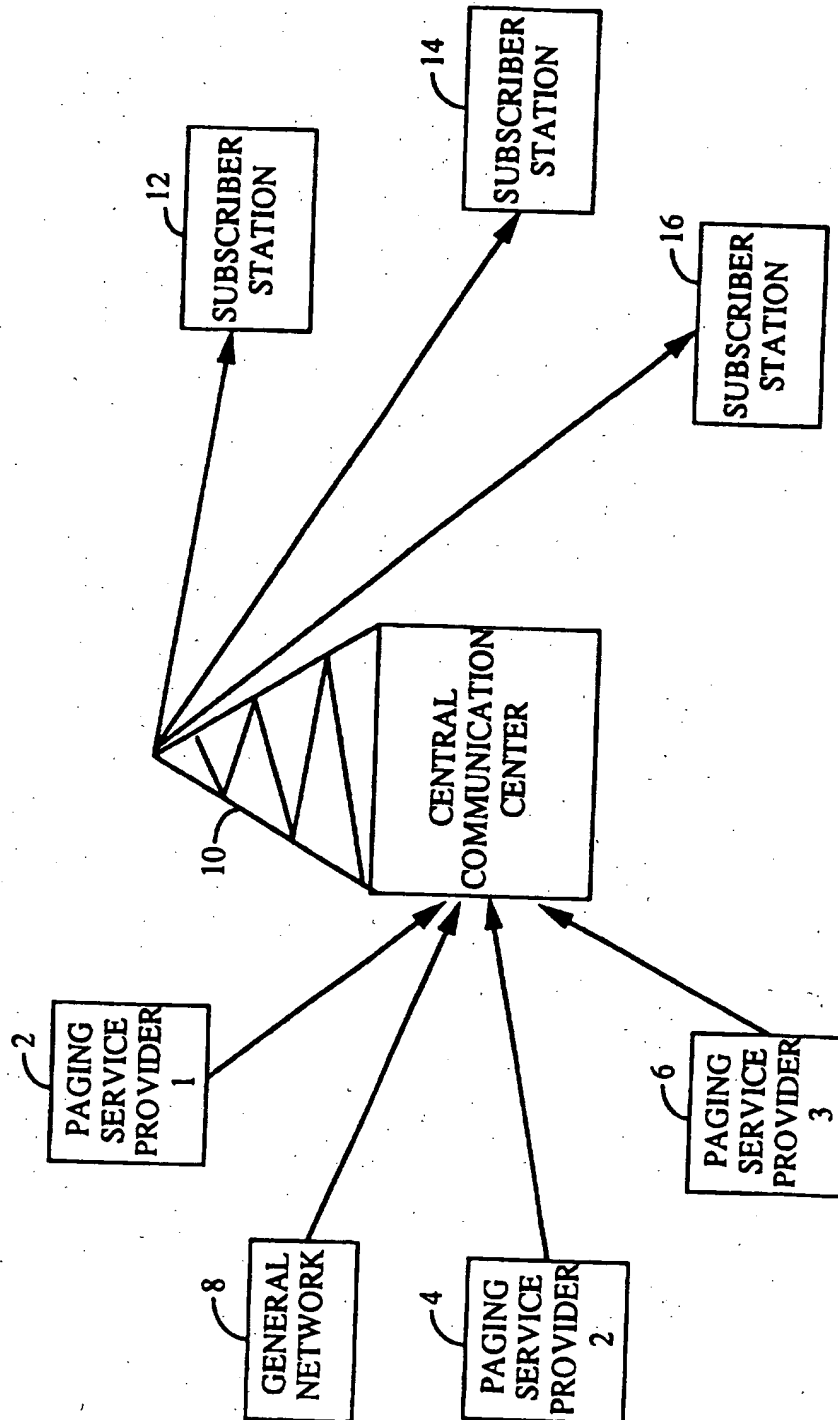 2
PAGING
SERVICE
PROVIDER
1
8
GENERAL
NETWORK
4
PAGING
SERVICE
PROVIDER
2
6
PAGING
SERVICE
PROVIDER
3
10
CENTRAL
COMMUNICATION
CENTER
12
SUBSCRIBER
STATION
14
SUBSCRIBER
STATION
16
SUBSCRIBER
STATION